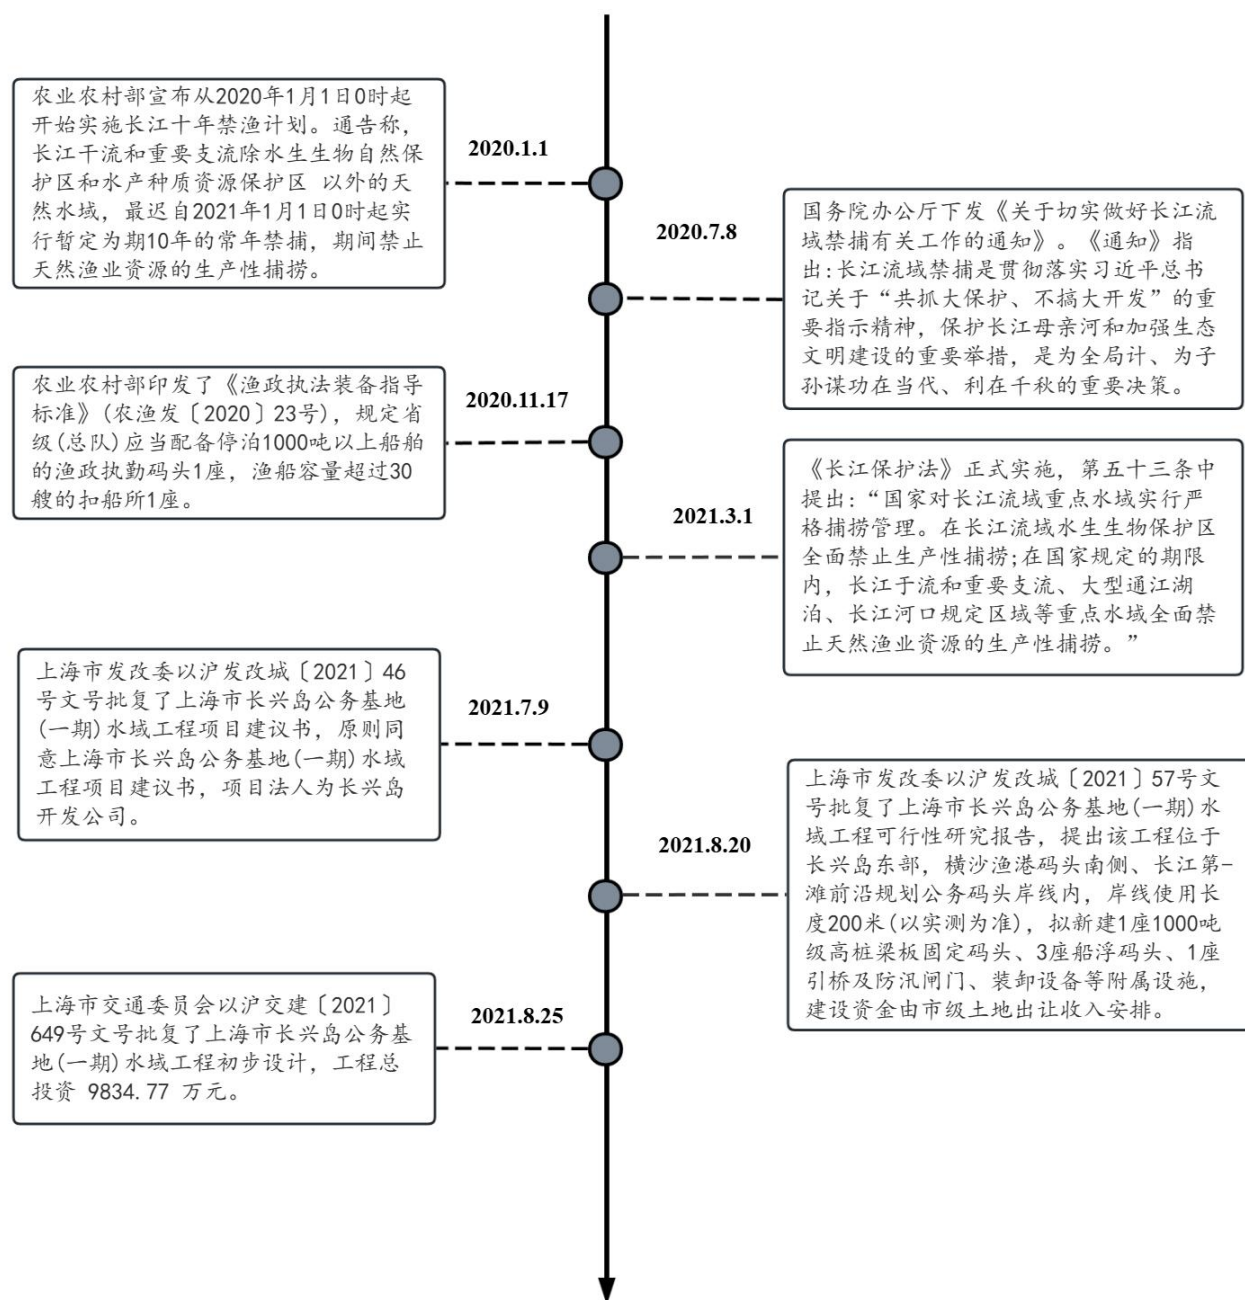 2020.1.1
农业农村部宣布从2020年1月1日0时起
开始实施长江十年禁渔计划。通告称，
长江干流和重要支流除水生生物自然保
护区和水产种质资源保护区 以外的天
然水域，最迟自2021年1月1日0时起实
行暂定为期10年的常年禁捕，期间禁止
天然渔业资源的生产性捕捞。
2020.7.8
国务院办公厅下发《关于切实做好长江流
域禁捕有关工作的通知》。《通知》指
出:长江流域禁捕是贯彻落实习近平总书
记关于“共抓大保护、不搞大开发”的重
要指示精神，保护长江母亲河和加强生态
文明建设的重要举措，是为全局计、为子
孙谋功在当代、利在千秋的重要决策。
2020.11.17
农业农村部印发了《渔政执法装备指导
标准》(农渔发〔2020〕23号)，规定省
级(总队)应当配备停泊1000吨以上船舶
的渔政执勤码头1座，渔船容量超过30
艘的扣船所1座。
2021.3.1
《长江保护法》正式实施，第五十三条中
提出:“国家对长江流域重点水域实行严
格捕捞管理。在长江流域水生生物保护区
全面禁止生产性捕捞;在国家规定的期限
内，长江于流和重要支流、大型通江湖
泊、长江河口规定区域等重点水域全面禁
止天然渔业资源的生产性捕捞。”
2021.7.9
上海市发改委以沪发改城〔2021〕46
号文号批复了上海市长兴岛公务基地
(一期)水域工程项目建议书，原则同
意上海市长兴岛公务基地(一期)水域
工程项目建议书，项目法人为长兴岛
开发公司。
2021.8.20
上海市发改委以沪发改城〔2021〕57号文
号批复了上海市长兴岛公务基地(一期)水
域工程可行性研究报告，提出该工程位于
长兴岛东部，横沙渔港码头南侧、长江第-
滩前沿规划公务码头岸线内，岸线使用长
度200米(以实测为准)，拟新建1座1000吨
级高桩梁板固定码头、3座船浮码头、1座
引桥及防汛闸门、装卸设备等附属设施，
建设资金由市级土地出让收入安排。
2021.8.25
上海市交通委员会以沪交建〔2021〕
649号文号批复了上海市长兴岛公务基
地(一期)水域工程初步设计，工程总
投资 9834.77 万元。